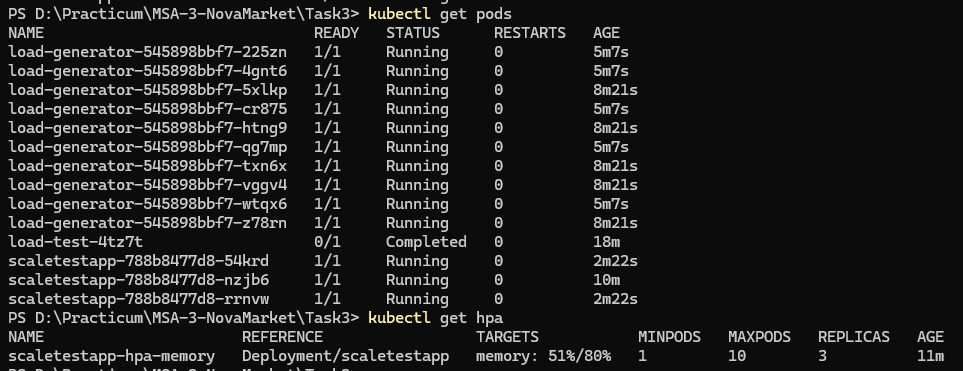 PS D:\Practicum\MSA-3-NovaMarket\Task3> kubectl get pods
NAME READY STATUS RESTARTS AGE
load-generator-545898bbf7-225zn 1/1 Running 0 5m7s
load-generator-545898bbf7-4gnt6 1/1 Running 0 5m7s
load-generator-545898bbf7-5xlkp 1/1 Running 0 8m21s
load-generator-545898bbf7-cr875 1/1 Running 0 5m7s
load-generator-545898bbf7-htng9 1/1 Running 0 8m21s
load-generator-545898bbf7-qg7mp 1/1 Running 0 5m7s
load-generator-545898bbf7-txn6x 1/1 Running 0 8m21s
load-generator-545898bbf7-vggv4 1/1 Running 0 8m21s
load-generator-545898bbf7-wtqx6 1/1 Running 0 5m7s
load-generator-545898bbf7-z78rn 1/1 Running 0 8m21s
load-test-4tz7t 0/1 Completed 0 18m
scaletestapp-788b8477d8-54krd 1/1 Running 0 2m22s
scaletestapp-788b8477d8-nzjb6 1/1 Running 0 10m
scaletestapp-788b8477d8-rrnvw 1/1 Running 0 2m22s
PS D:\Practicum\MSA-3-NovaMarket\Task3> kubectl get hpa
NAME REFERENCE TARGETS MINPODS MAXPODS REPLICAS AGE
scaletestapp-hpa-memory Deployment/scaletestapp memory: 51%/80% 1 10 3 11m